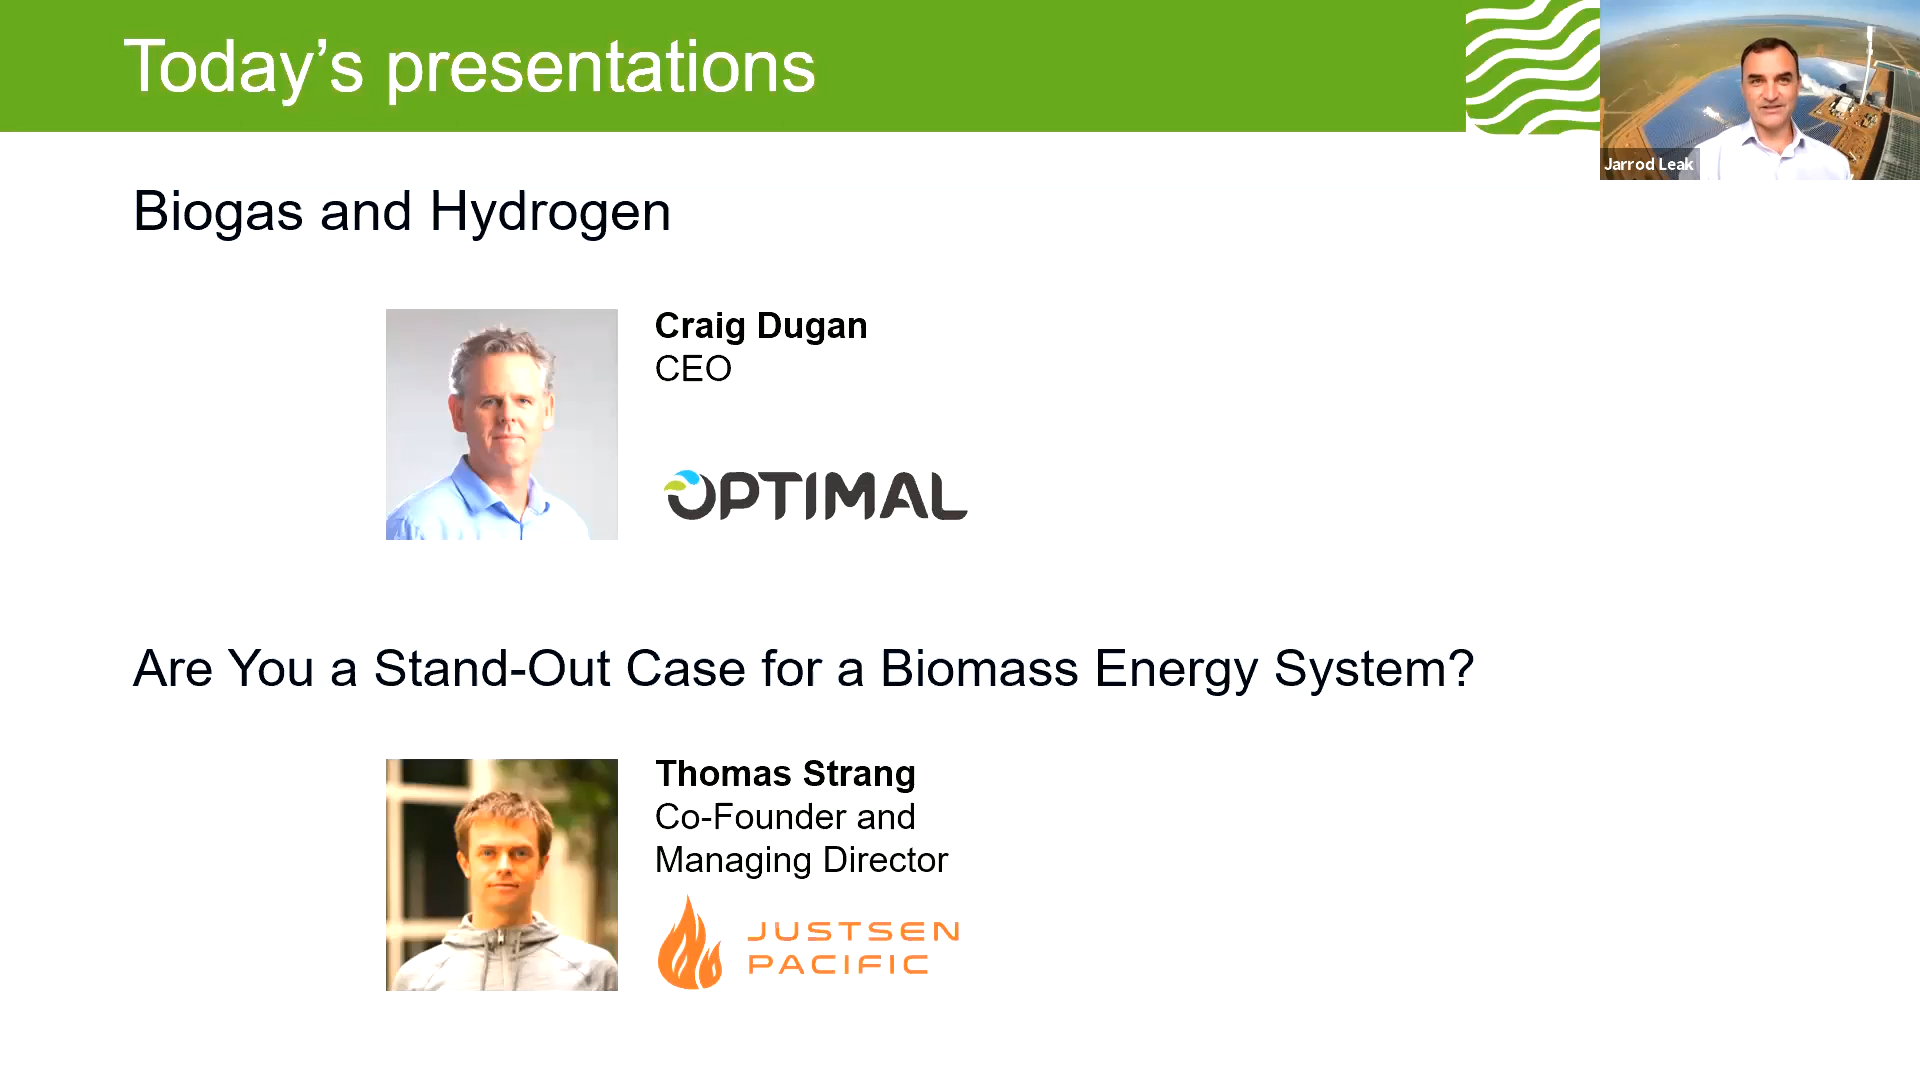 Today’s presentations
Jarrod Leak
Biogas and Hydrogen
Craig Dugan
CEO
OPTIMAL
Are You a Stand-Out Case for a Biomass Energy System?
Thomas Strang
Co-Founder and
Managing Director
JUSTSEN
PACIFIC